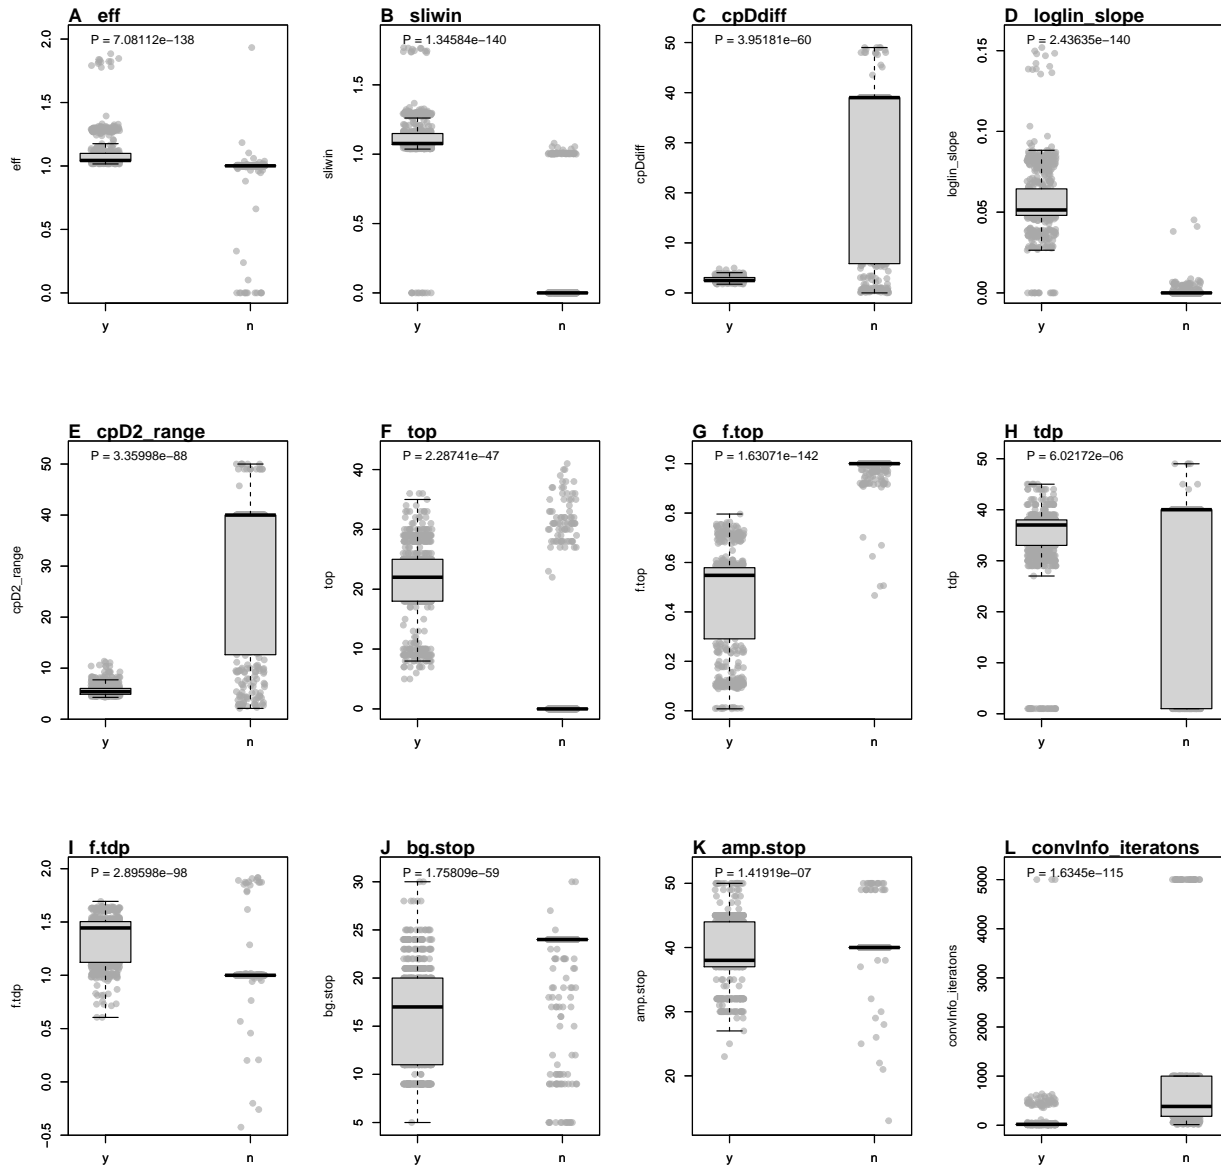 A eff
P = 7.08112e−138
eff
0.0
0.5
1.0
1.5
2.0
y
n
B sliwin
P = 1.34584e−140
sliwin
0.0
0.5
1.0
1.5
y
n
C cpDdiff
P = 3.95181e−60
cpDdiff
0
10
20
30
40
50
y
n
D loglin_slope
P = 2.43635e−140
loglin_slope
0.00
0.05
0.10
0.15
y
n
E cpD2_range
P = 3.35998e−88
cpD2_range
0
10
20
30
40
50
y
n
F top
P = 2.28741e−47
top
0
10
20
30
40
y
n
G f.top
P = 1.63071e−142
f.top
0.0
0.2
0.4
0.6
0.8
1.0
y
n
H tdp
P = 6.02172e−06
tdp
0
10
20
30
40
50
y
n
I f.tdp
P = 2.89598e−98
f.tdp
−0.5
0.0
0.5
1.0
1.5
2.0
y
n
J bg.stop
P = 1.75809e−59
bg.stop
5
10
15
20
25
30
y
n
K amp.stop
P = 1.41919e−07
amp.stop
20
30
40
50
y
n
L convInfo_iteratons
P = 1.6345e−115
convInfo_iteratons
0
1000
2000
3000
4000
5000
y
n